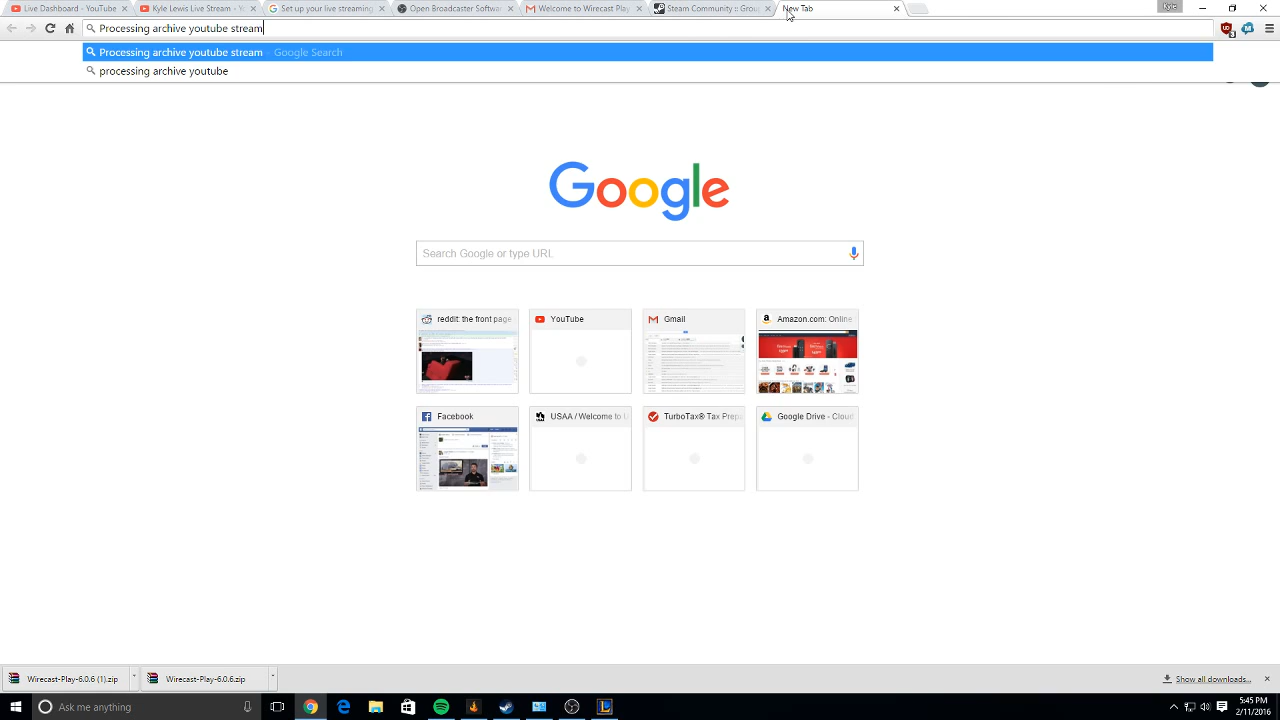 Live Dashboard - YouTube
Kyle Lewis Live Stream - Y
Set up your live streaming
Open Broadcaster Softwar
Welcome to Wirecast Play
Steam Community :: Grou
New Tab
Processing archive youtube stream
Processing archive youtube stream - Google Search
processing archive youtube
Google
Search Google or type URL
reddit: the front page
YouTube
Gmail
Amazon.com: Online
Facebook
USAA / Welcome to U
TurboTax® Tax Prep
Google Drive - Cloud
Wirecast-Play-6.0.6 (1).zip
Wirecast-Play-6.0.6.zip
Show all downloads...
Ask me anything
5:45 PM
2/11/2016